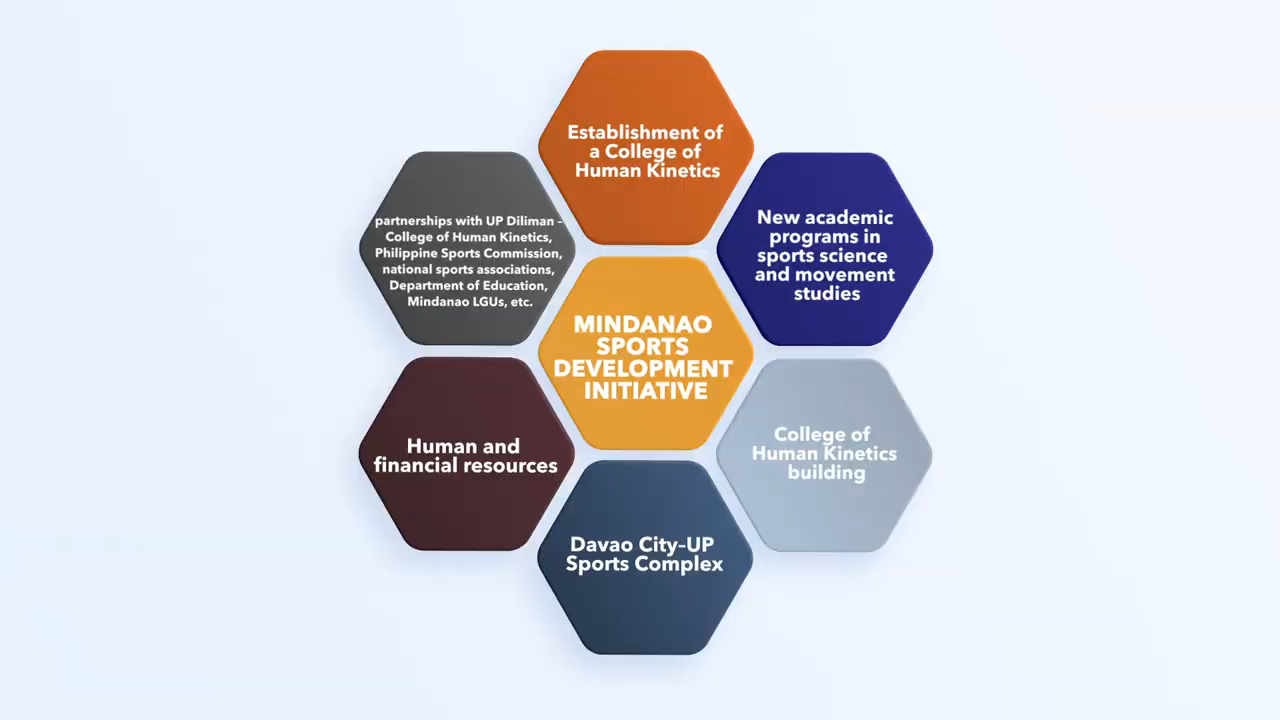 Establishment of
a College of
Human Kinetics
partnerships with UP Diliman –
College of Human Kinetics,
Philippine Sports Commission,
national sports associations,
Department of Education,
Mindanao LGUs, etc.
New academic
programs in
sports science
and movement
studies
MINDANAO
SPORTS
DEVELOPMENT
INITIATIVE
Human and
financial resources
College of
Human Kinetics
building
Davao City–UP
Sports Complex